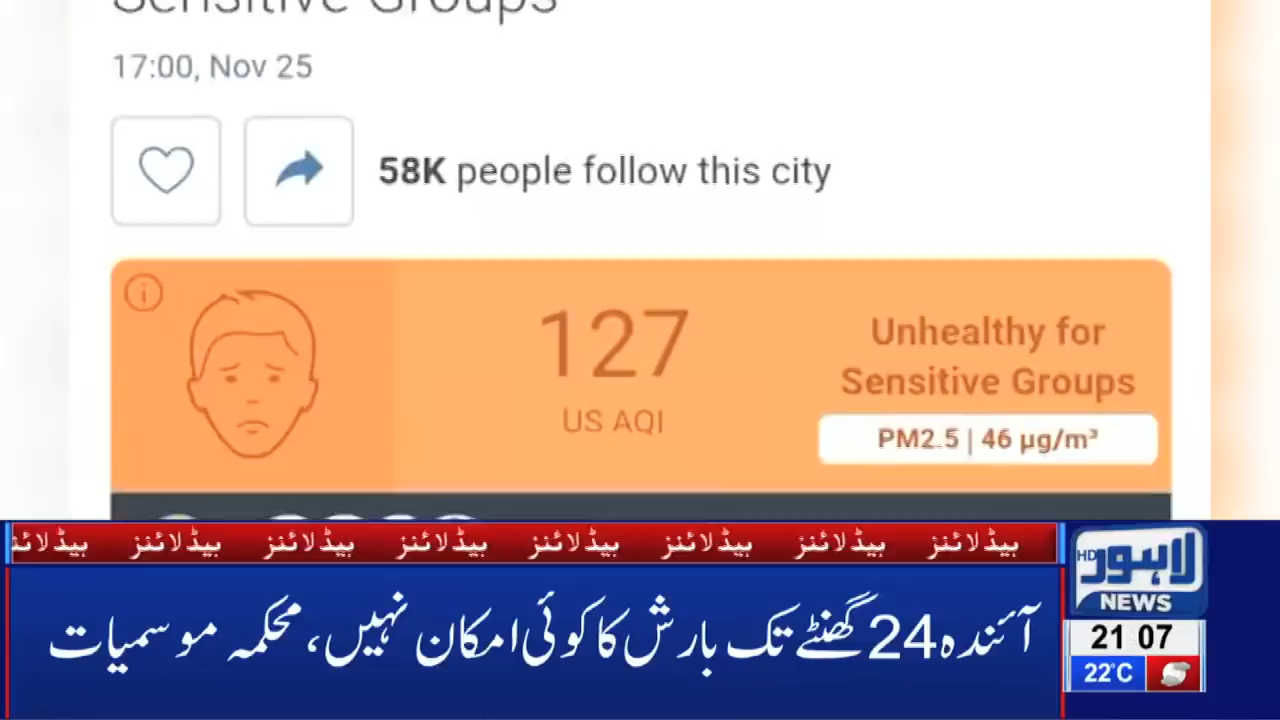 Sensitive Groups
17:00, Nov 25
58K people follow this city
127
US AQI
Unhealthy for
Sensitive Groups
PM2.5 | 46 µg/m³
ہیڈلائنز ہیڈلائنز ہیڈلائنز ہیڈلائنز ہیڈلائنز ہیڈلائنز ہیڈلائنز ہیڈلائنز
آئندہ 24 گھنٹے تک بارش کا کوئی امکان نہیں، محکمہ موسمیات
لاہور HD
NEWS
21 07
22°C